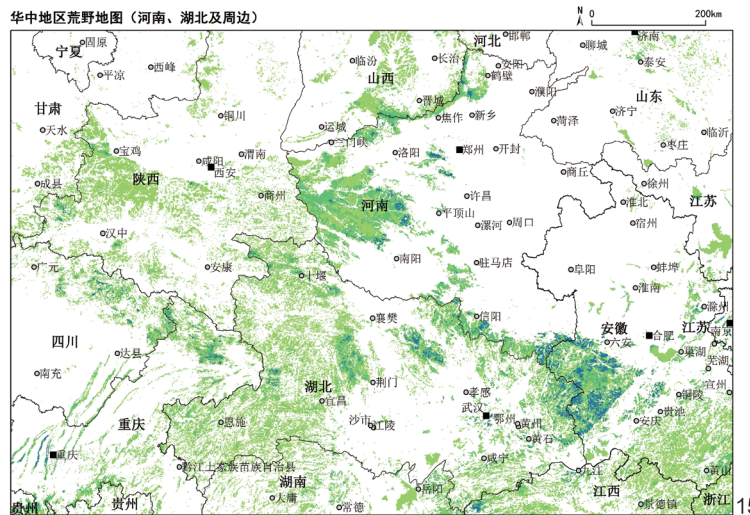 华中地区荒野地图（河南、湖北及周边）
N
0 200km
宁夏 固原
河北 邯郸
聊城 济南
平凉 西峰 临汾 长治 安阳 泰安
山西 鹤壁
甘肃 晋城 濮阳 山东
铜川 焦作 新乡 菏泽 济宁
天水 运城 临沂
宝鸡 三门峡 枣庄
咸阳 渭南 洛阳 郑州 开封
西安
陕西 商丘 徐州
成县 商州 河南 许昌 淮北 江苏
平顶山 宿州
汉中 漯河 周口
广元 安康 十堰 南阳 驻马店 阜阳 蚌埠
淮南
襄樊 信阳 滁州
安徽 江苏 南京
四川 六安 合肥
达县 巢湖
芜湖
南充 湖北 荆门 宣州
宜昌 孝感 铜陵
武汉
重庆 恩施 沙市 江陵 鄂州 黄州 安庆 贵池
黄石
重庆 黔江土家族苗族自治县 咸宁 九江 黄山
湖南 岳阳 江西
贵州 贵州 大庸 常德 景德镇 浙江
15